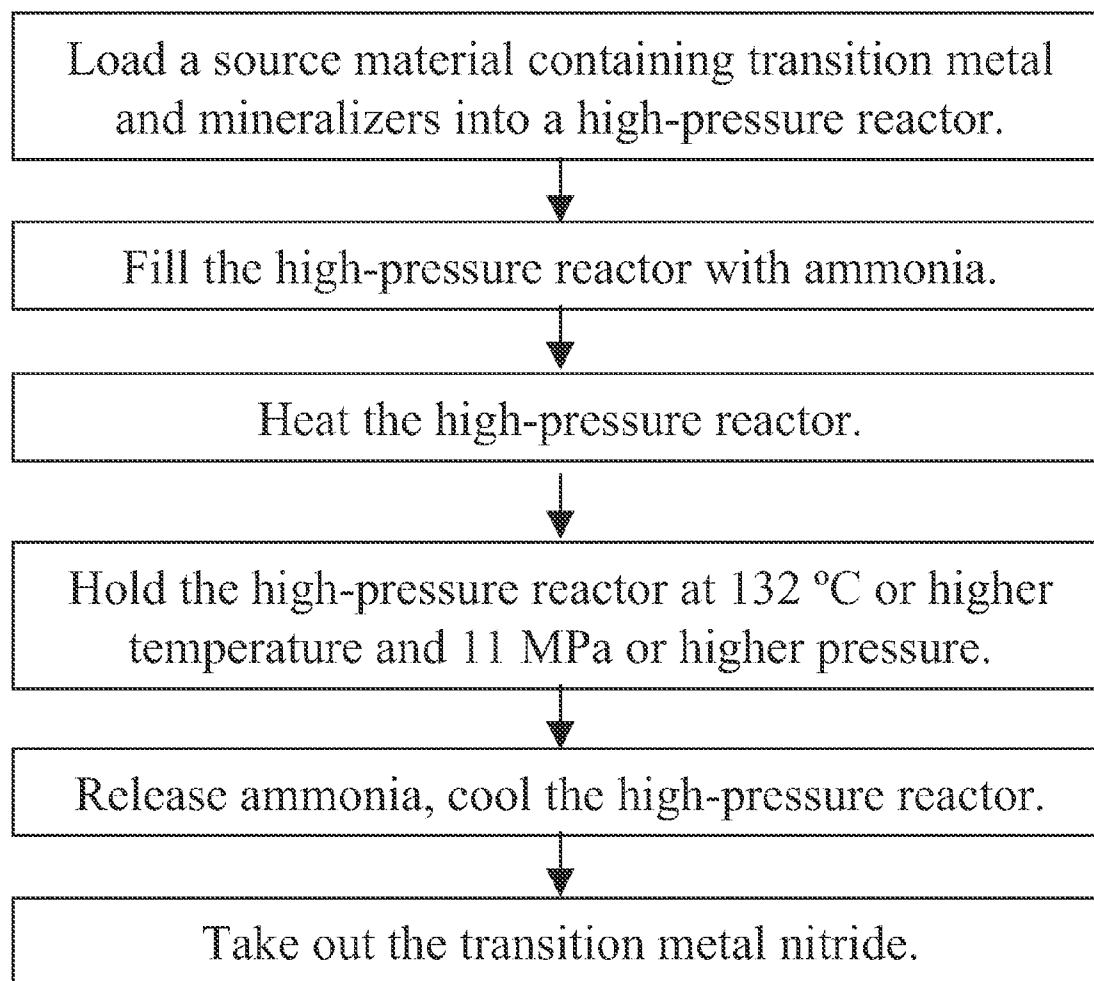 Load a source material containing transition metal
and mineralizers into a high-pressure reactor.
Fill the high-pressure reactor with ammonia.
Heat the high-pressure reactor.
Hold the high-pressure reactor at 132 ºC or higher
temperature and 11 MPa or higher pressure.
Release ammonia, cool the high-pressure reactor.
Take out the transition metal nitride.